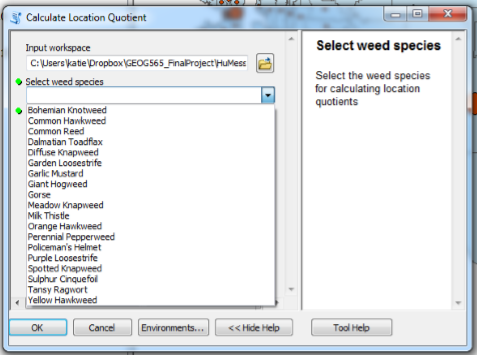 Calculate Location Quotient
Input workspace
C:\Users\katie\Dropbox\GEOG565_FinalProject\HuMess
Select weed species
Bohemian Knotweed
Common Hawkweed
Common Reed
Dalmatian Toadflax
Diffuse Knapweed
Garden Loosestrife
Garlic Mustard
Giant Hogweed
Gorse
Meadow Knapweed
Milk Thistle
Orange Hawkweed
Perennial Pepperweed
Policeman's Helmet
Purple Loosestrife
Spotted Knapweed
Sulphur Cinquefoil
Tansy Ragwort
Yellow Hawkweed
Select weed species
Select the weed species
for calculating location
quotients
OK
Cancel
Environments...
<< Hide Help
Tool Help